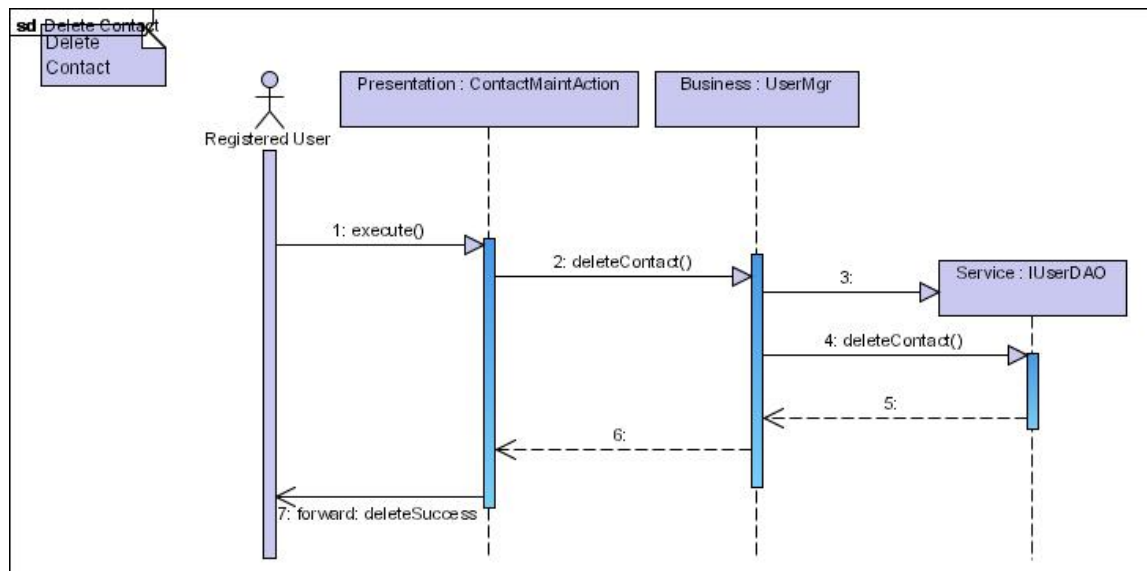 sd Delete Contact
Delete
Contact
Presentation : ContactMaintAction
Business : UserMgr
Registered User
1: execute()
2: deleteContact()
3:
Service : IUserDAO
4: deleteContact()
5:
6:
7: forward: deleteSuccess